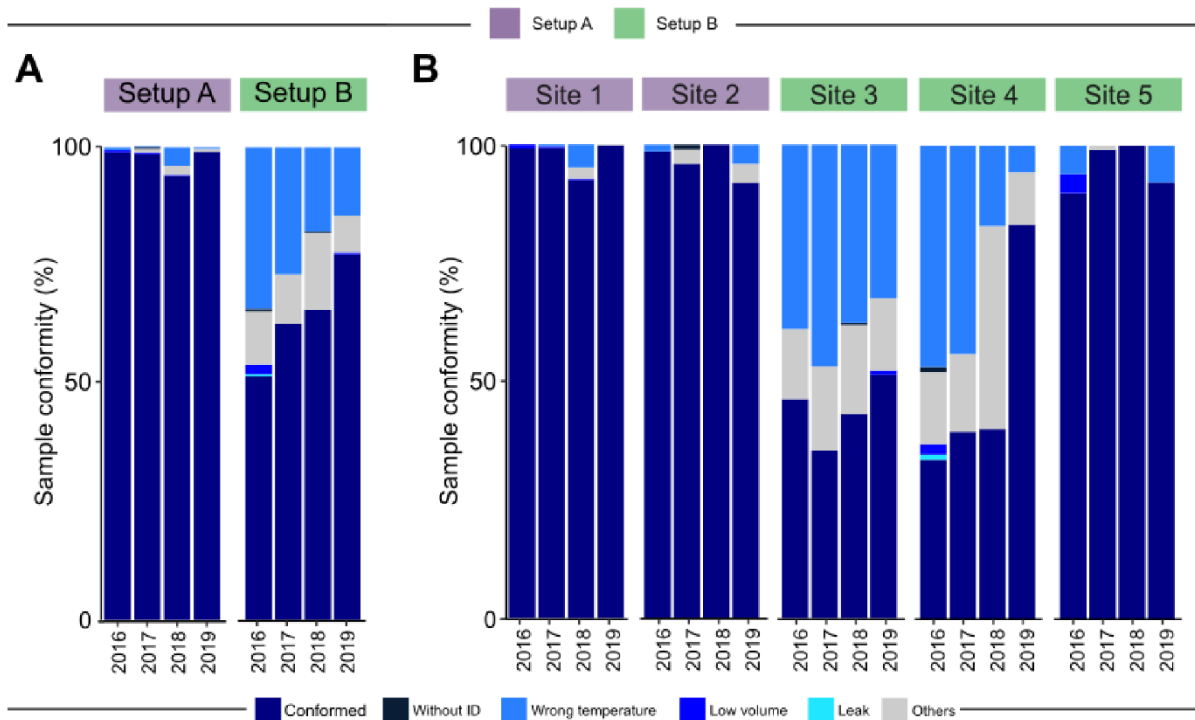 Setup A Setup B
A B
Setup A Setup B Site 1 Site 2 Site 3 Site 4 Site 5
100 100
Sample conformity (%) Sample conformity (%)
50 50
0 0
2016 2017 2018 2019 2016 2017 2018 2019 2016 2017 2018 2019 2016 2017 2018 2019 2016 2017 2018 2019 2016 2017 2018 2019 2016 2017 2018 2019
Conformed Without ID Wrong temperature Low volume Leak Others